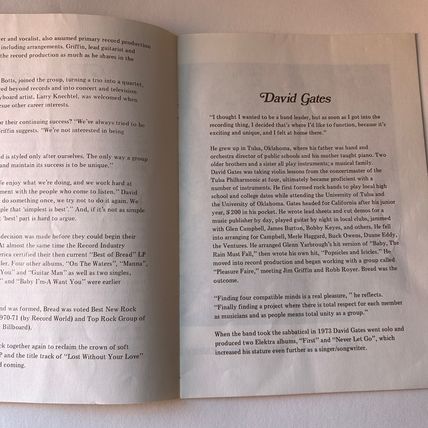 er and vocalist, also assumed primary record production
including arrangements. Griffin, lead guitarist and
the record production as much as he shares in the
Botts, joined the group, turning a trio into a quartet,
ed beyond records and into concert and television
yboard artist, Larry Knechtel, was welcomed when
sue other career interests.
r their continuing success? "We've always tried to be
riffin suggests. "We're not interested in being
d is styled only after ourselves. The only way a group
and maintain its success is to be unique."
e enjoy what we're doing, and we work hard at
ment with the people who come to listen," David
do something once, we try not to do it again. We
ple that 'simplest is best'." And, if it's not as simple
'best' part is hard to argue.
decision was made before they could begin their
At almost the same time the Record Industry
erica certified their then current "Best of Bread" LP
ler. Four other albums, "On The Waters", "Manna",
You" and "Guitar Man" as well as two singles,
" and "Baby I'm-A Want You" were earlier
nd was formed, Bread was voted Best New Rock
970-71 (by Record World) and Top Rock Group of
Billboard).
ck together again to reclaim the crown of soft
P and the title track of "Lost Without Your Love"
d coming.
David Gates
"I thought I wanted to be a band leader, but as soon as I got into the
recording thing, I decided that's where I'd like to function, because it's
exciting and unique, and I felt at home there."
He grew up in Tulsa, Oklahoma, where his father was band and
orchestra director of public schools and his mother taught piano. Two
older brothers and a sister all play instruments; a musical family.
David Gates was taking violin lessons from the concertmaster of the
Tulsa Philharmonic at four, ultimately became proficient with a
number of instruments. He first formed rock bands to play local high
school and college dates while attending the University of Tulsa and
the University of Oklahoma. Gates headed for California after his junior
year, $200 in his pocket. He wrote lead sheets and cut demos for a
music publisher by day, played guitar by night in local clubs, jammed
with Glen Campbell, James Burton, Bobby Keyes, and others. He fell
into arranging for Campbell, Merle Haggard, Buck Owens, Duane Eddy,
the Ventures. He arranged Glenn Yarbrough's hit version of "Baby, The
Rain Must Fall," then wrote his own hit, "Popsicles and Icicles." He
moved into record production and began working with a group called
"Pleasure Faire," meeting Jim Griffin and Robb Royer. Bread was the
outcome.
"Finding four compatible minds is a real pleasure," he reflects.
"Finally finding a project where there is total respect for each member
as musicians and as people means total unity as a group."
When the band took the sabbatical in 1973 David Gates went solo and
produced two Elektra albums, "First" and "Never Let Go", which
increased his stature even further as a singer/songwriter.